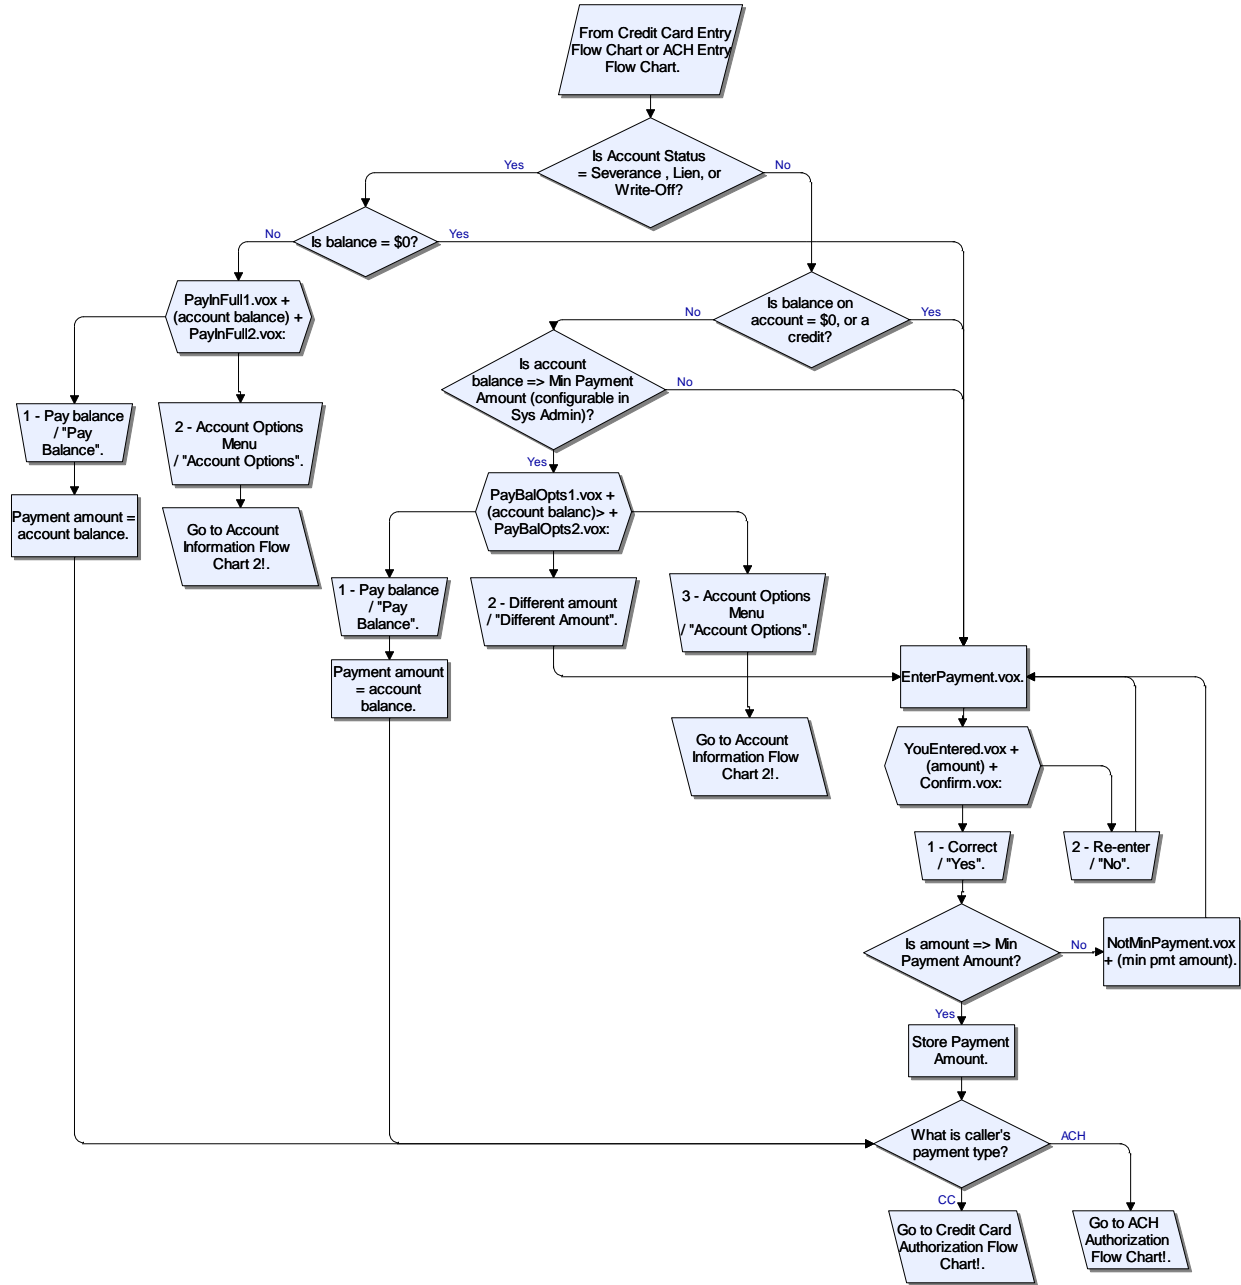 From Credit Card Entry
Flow Chart or ACH Entry
Flow Chart.
Is Account Status
= Severance , Lien, or
Write-Off?
Yes
No
Is balance = $0?
No
Yes
PayInFull1.vox +
(account balance) +
PayInFull2.vox:
Is balance on
account = $0, or a
credit?
No
Yes
Is account
balance => Min Payment
Amount (configurable in
Sys Admin)?
No
Yes
1 - Pay balance
/ "Pay
Balance".
2 - Account Options
Menu
/ "Account Options".
Payment amount =
account balance.
Go to Account
Information Flow
Chart 2!.
PayBalOpts1.vox +
(account balanc)> +
PayBalOpts2.vox:
1 - Pay balance
/ "Pay
Balance".
2 - Different amount
/ "Different Amount".
3 - Account Options
Menu
/ "Account Options".
Payment amount
= account
balance.
Go to Account
Information Flow
Chart 2!.
EnterPayment.vox.
YouEntered.vox +
(amount) +
Confirm.vox:
1 - Correct
/ "Yes".
2 - Re-enter
/ "No".
Is amount => Min
Payment Amount?
No
NotMinPayment.vox
+ (min pmt amount).
Yes
Store Payment
Amount.
What is caller's
payment type?
ACH
CC
Go to Credit Card
Authorization Flow
Chart!.
Go to ACH
Authorization
Flow Chart!.